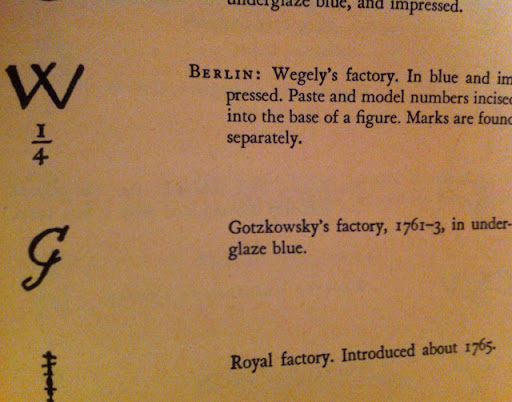 underglaze blue, and impressed.
W BERLIN: Wegely's factory. In blue and im
pressed. Paste and model numbers incised
1 into the base of a figure. Marks are found
4 separately.
G Gotzkowsky's factory, 1761-3, in under-
glaze blue.
Royal factory. Introduced about 1765.